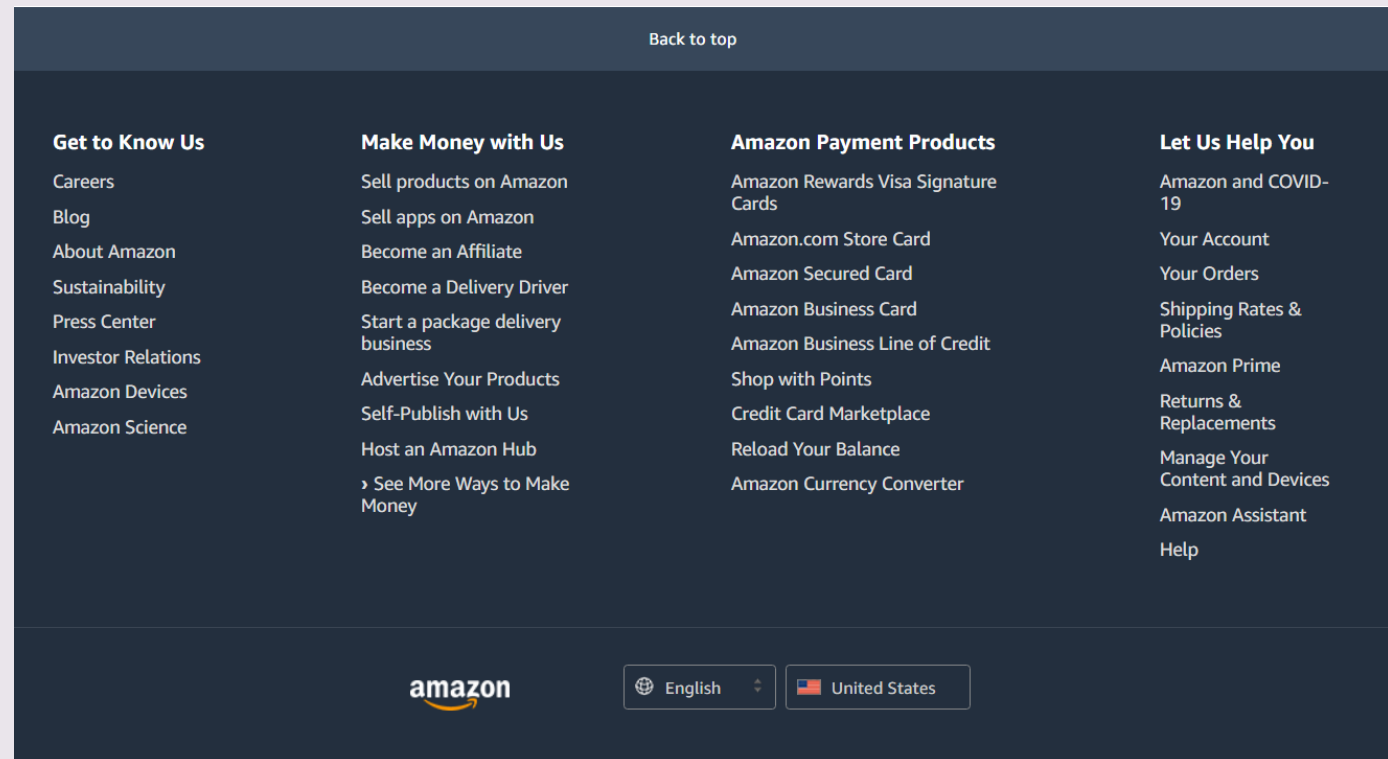 Back to top
Get to Know Us
Careers
Blog
About Amazon
Sustainability
Press Center
Investor Relations
Amazon Devices
Amazon Science
Make Money with Us
Sell products on Amazon
Sell apps on Amazon
Become an Affiliate
Become a Delivery Driver
Start a package delivery
business
Advertise Your Products
Self-Publish with Us
Host an Amazon Hub
› See More Ways to Make
Money
Amazon Payment Products
Amazon Rewards Visa Signature
Cards
Amazon.com Store Card
Amazon Secured Card
Amazon Business Card
Amazon Business Line of Credit
Shop with Points
Credit Card Marketplace
Reload Your Balance
Amazon Currency Converter
Let Us Help You
Amazon and COVID-
19
Your Account
Your Orders
Shipping Rates &
Policies
Amazon Prime
Returns &
Replacements
Manage Your
Content and Devices
Amazon Assistant
Help
amazon
English
United States